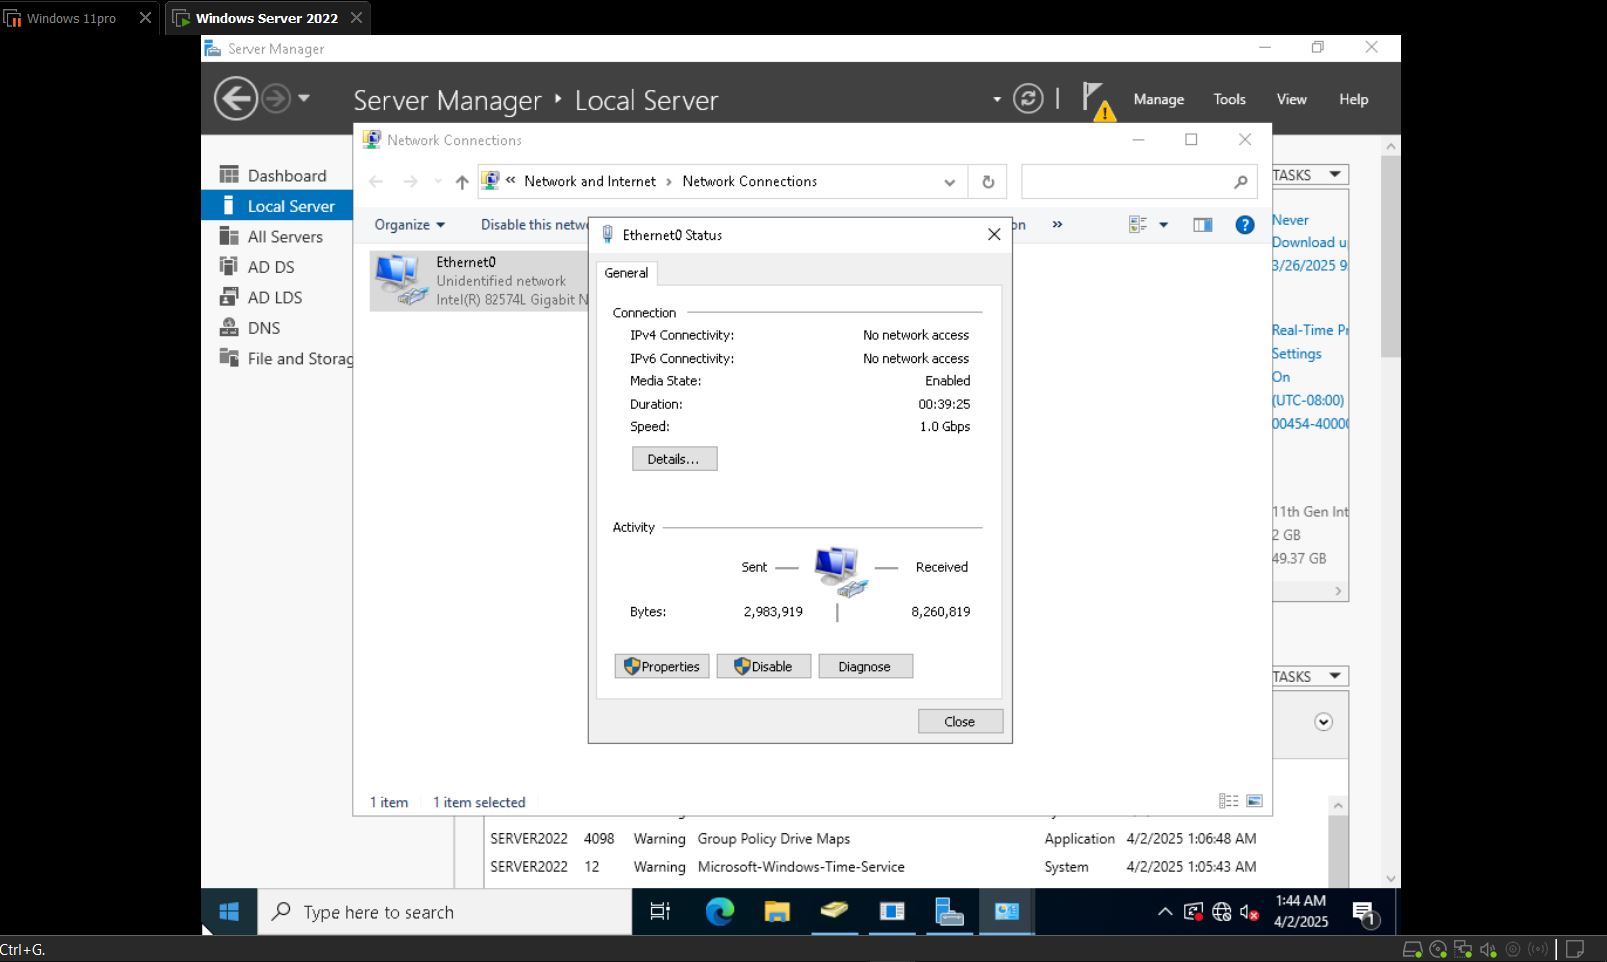 Windows 11pro
Windows Server 2022
Server Manager
Server Manager Local Server
Manage Tools View Help
Network Connections
« Network and Internet › Network Connections
Dashboard
Local Server
All Servers
AD DS
AD LDS
DNS
File and Storag
Organize
Disable this netwo
on
»
?
Ethernet0
Unidentified network
Intel(R) 82574L Gigabit N
Ethernet0 Status
General
Connection
IPv4 Connectivity: No network access
IPv6 Connectivity: No network access
Media State: Enabled
Duration: 00:39:25
Speed: 1.0 Gbps
Details...
Activity
Sent Received
Bytes: 2,983,919 8,260,819
Properties Disable Diagnose
Close
TASKS
Never
Download u
3/26/2025 9
Real-Time Pr
Settings
On
(UTC-08:00)
00454-40000
11th Gen Int
2 GB
49.37 GB
TASKS
1 item 1 item selected
SERVER2022 4098 Warning Group Policy Drive Maps Application 4/2/2025 1:06:48 AM
SERVER2022 12 Warning Microsoft-Windows-Time-Service System 4/2/2025 1:05:43 AM
Type here to search
1:44 AM
4/2/2025
1
Ctrl+G.